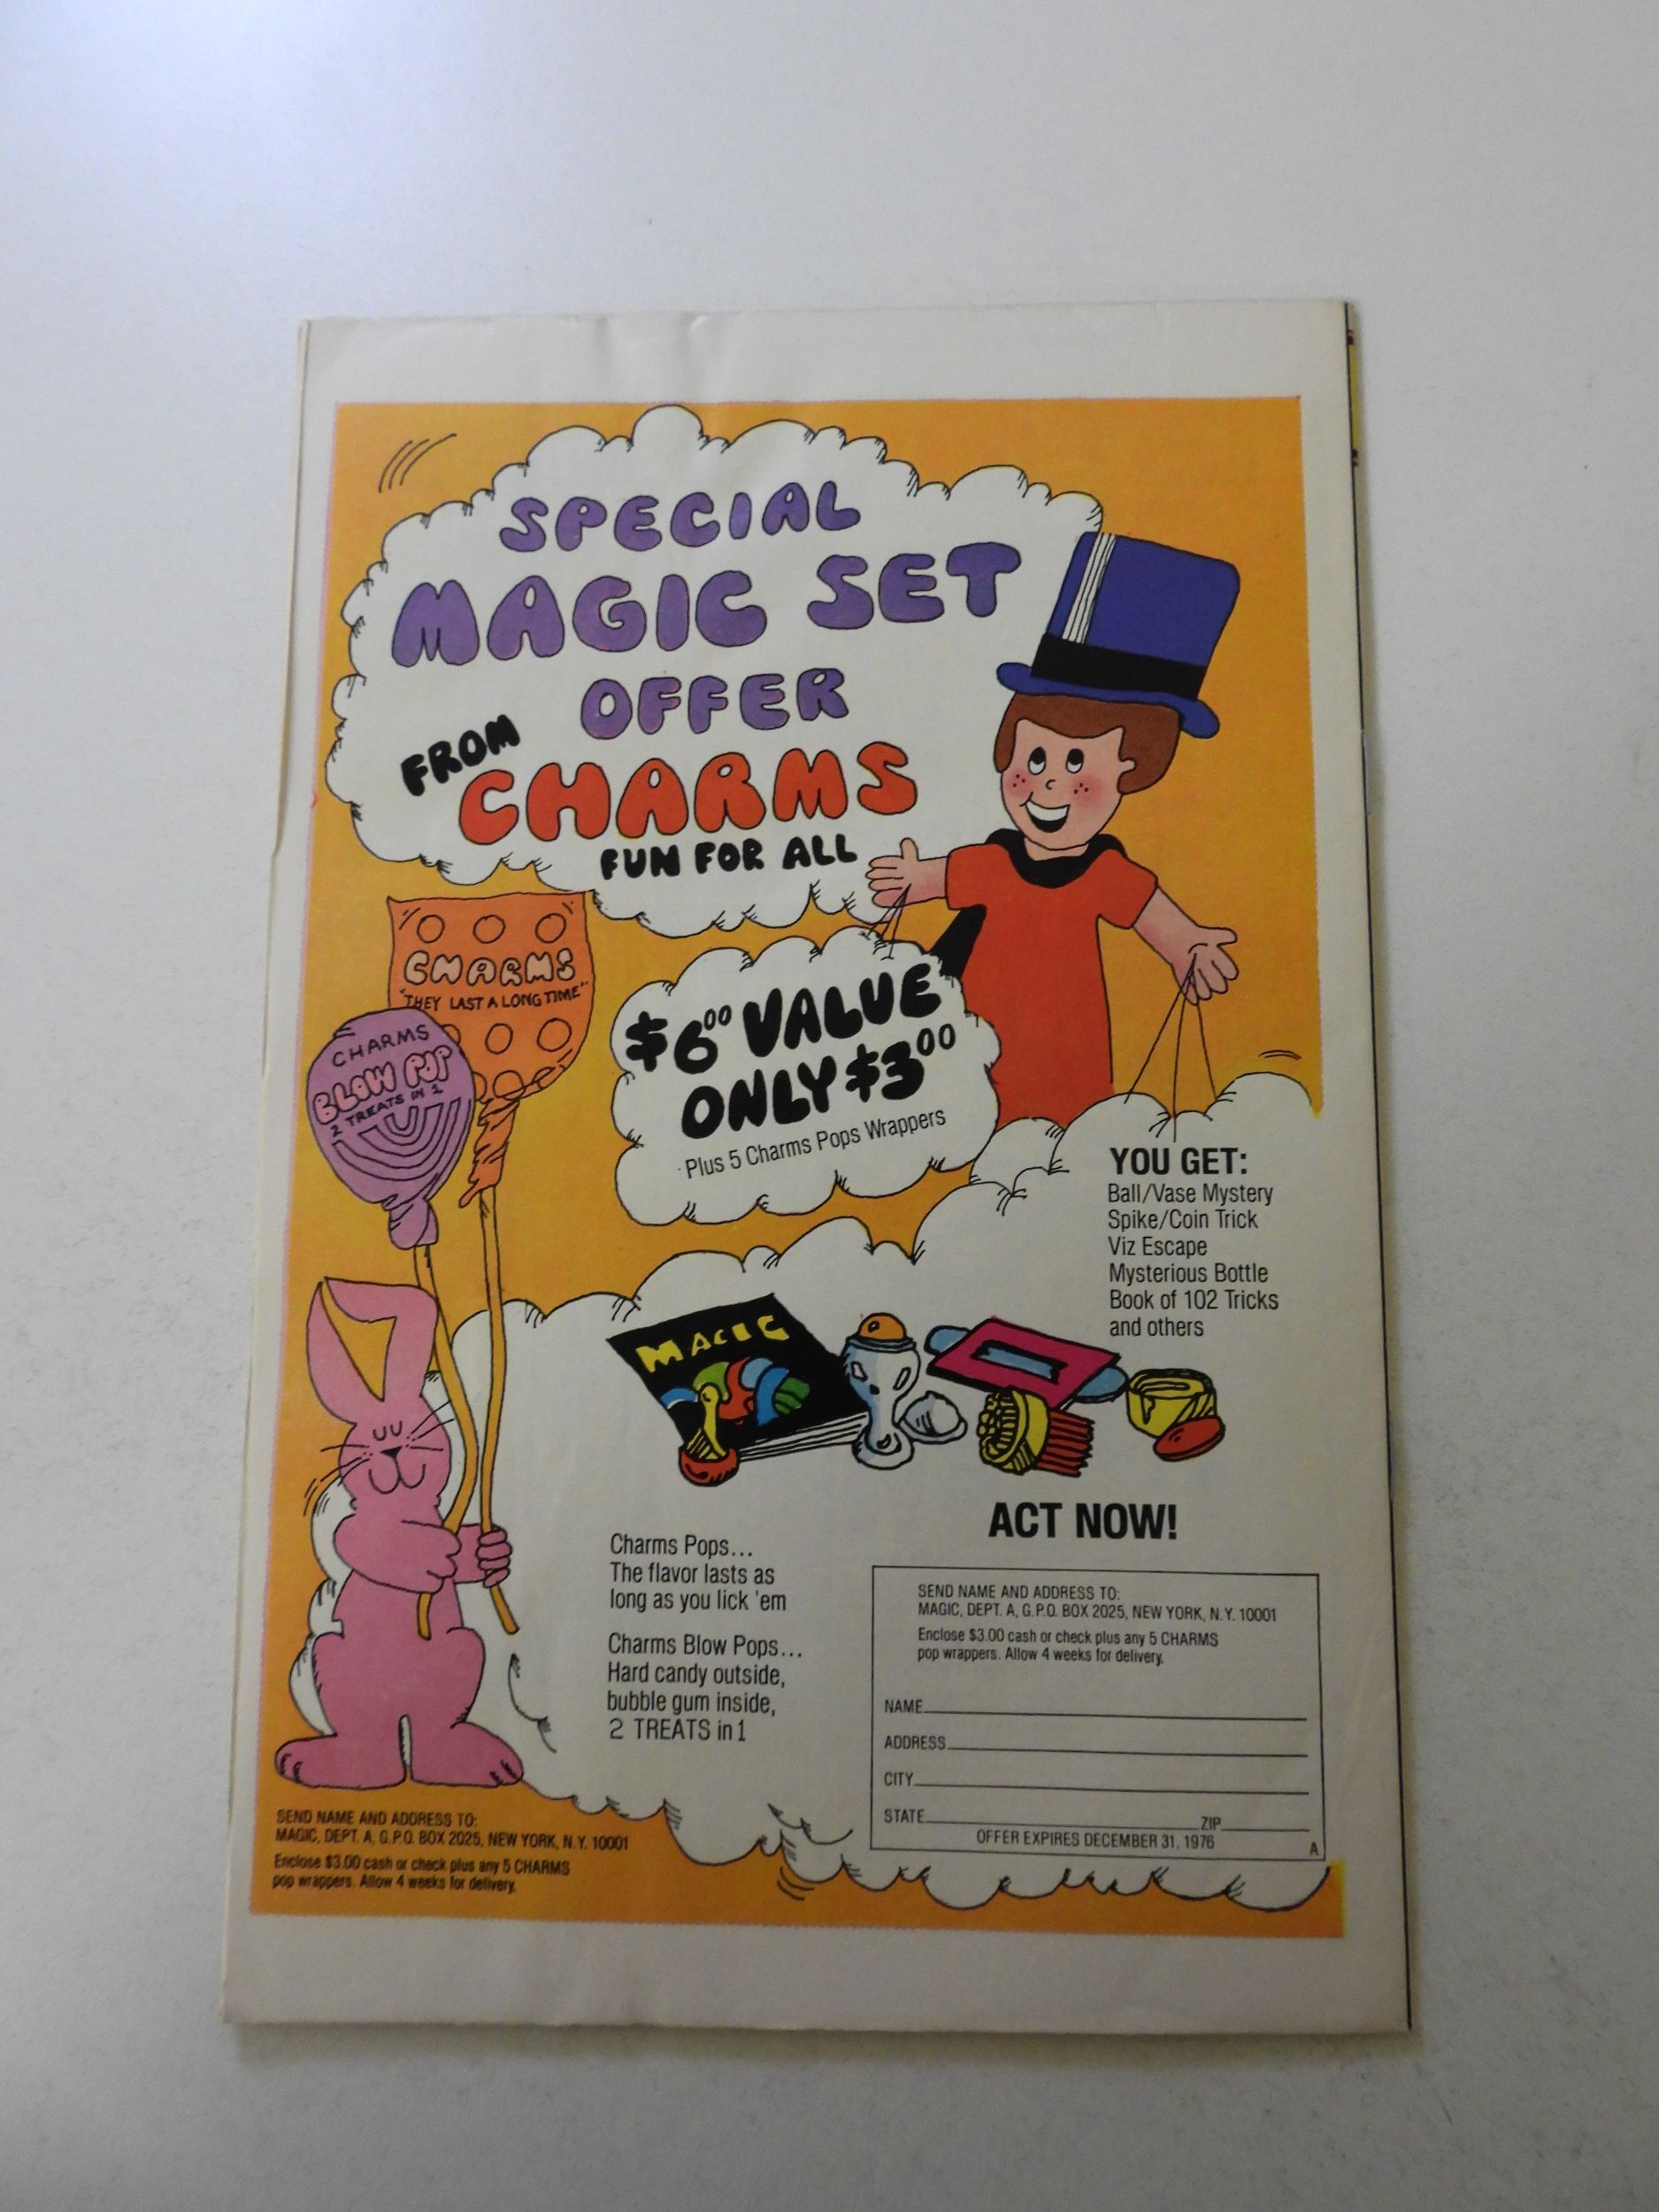 SPECIAL
MAGIC SET
OFFER
FROM
CHARMS
FUN FOR ALL
CHARMS
"THEY LAST A LONG TIME"
CHARMS
BLOW POP
2 TREATS IN 1
$6.00 VALUE
ONLY $3.00
Plus 5 Charms Pops Wrappers
YOU GET:
Ball/Vase Mystery
Spike/Coin Trick
Viz Escape
Mysterious Bottle
Book of 102 Tricks
and others
MAGIC
ACT NOW!
Charms Pops...
The flavor lasts as
long as you lick 'em
Charms Blow Pops...
Hard candy outside,
bubble gum inside,
2 TREATS in 1
SEND NAME AND ADDRESS TO:
MAGIC, DEPT. A, G.P.O. BOX 2025, NEW YORK, N.Y. 10001
Enclose $3.00 cash or check plus any 5 CHARMS
pop wrappers. Allow 4 weeks for delivery.
NAME
ADDRESS
CITY
STATE ZIP
OFFER EXPIRES DECEMBER 31, 1976
A
SEND NAME AND ADDRESS TO:
MAGIC, DEPT. A, G.P.O. BOX 2025, NEW YORK, N.Y. 10001
Enclose $3.00 cash or check plus any 5 CHARMS
pop wrappers. Allow 4 weeks for delivery.